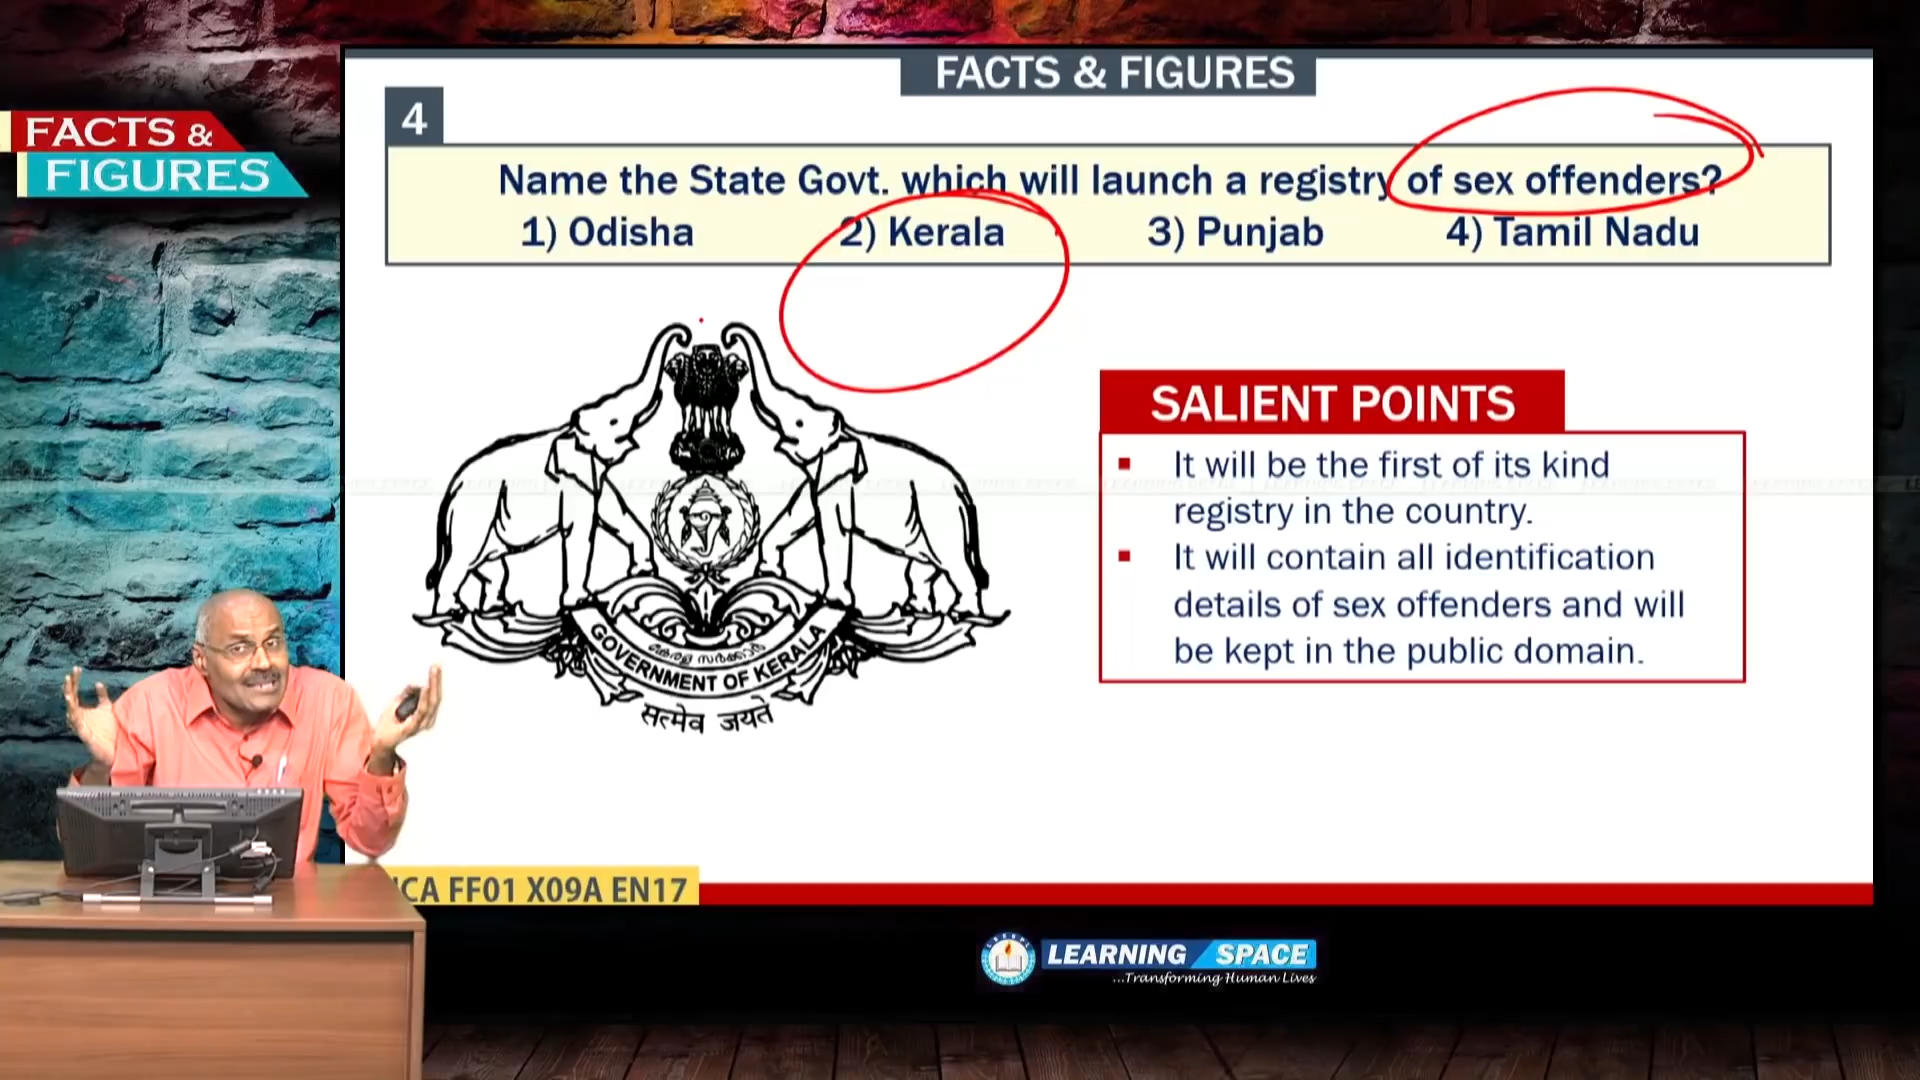 FACTS & FIGURES
FACTS &
FIGURES
4
Name the State Govt. which will launch a registry of sex offenders?
1) Odisha 2) Kerala 3) Punjab 4) Tamil Nadu
SALIENT POINTS
It will be the first of its kind
registry in the country.
It will contain all identification
details of sex offenders and will
be kept in the public domain.
കേരള സർക്കാർ
GOVERNMENT OF KERALA
सत्यमेव जयते
CA FF01 X09A EN17
LEARNING SPACE
...Transforming Human Lives